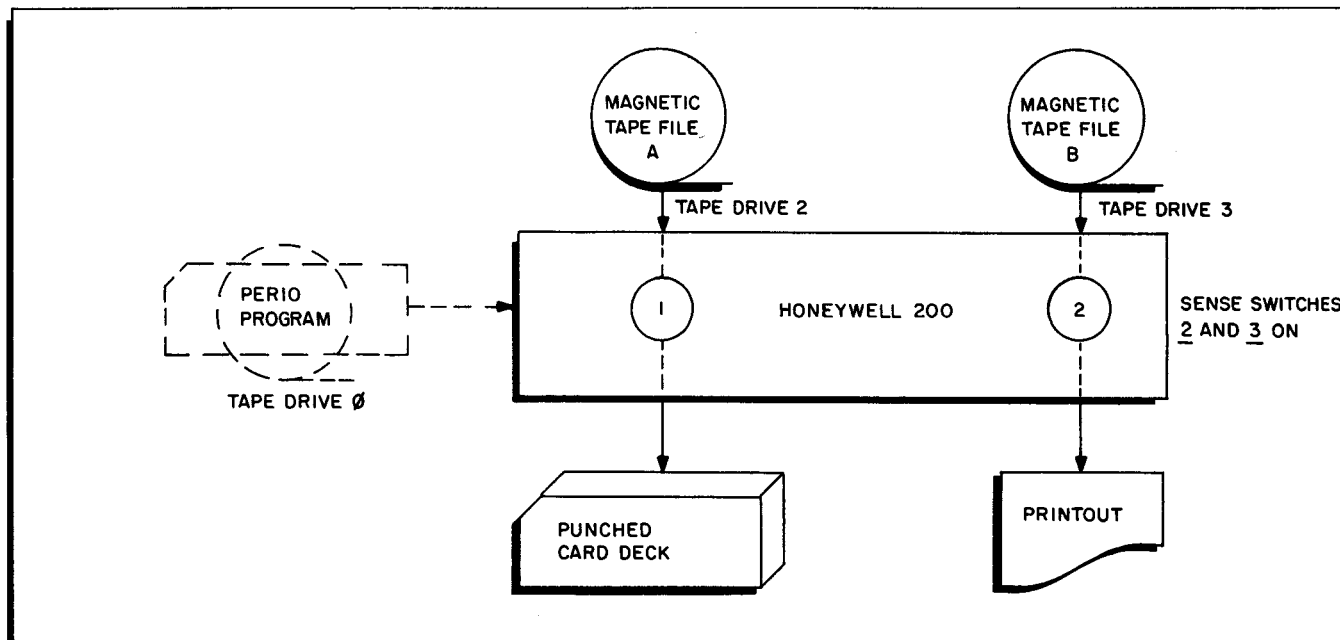 MAGNETIC
TAPE FILE
A
MAGNETIC
TAPE FILE
B
TAPE DRIVE 2
TAPE DRIVE 3
PERIO
PROGRAM
TAPE DRIVE Ø
1
HONEYWELL 200
2
SENSE SWITCHES
2 AND 3 ON
PUNCHED
CARD DECK
PRINTOUT